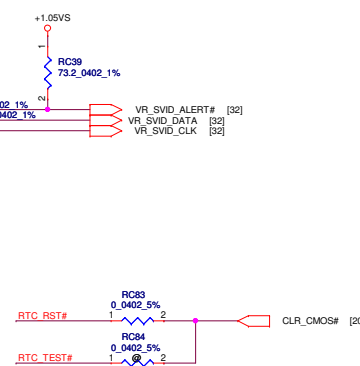 +1.05VS
1
RC39
73.2_0402_1%
2
02_1%
0402_1%
VR_SVID_ALERT# [32]
VR_SVID_DATA [32]
VR_SVID_CLK [32]
RC83
0_0402_5%
RTC_RST# 1 2
CLR_CMOS# [20
RC84
0_0402_5%
RTC_TEST# 1 @ 2